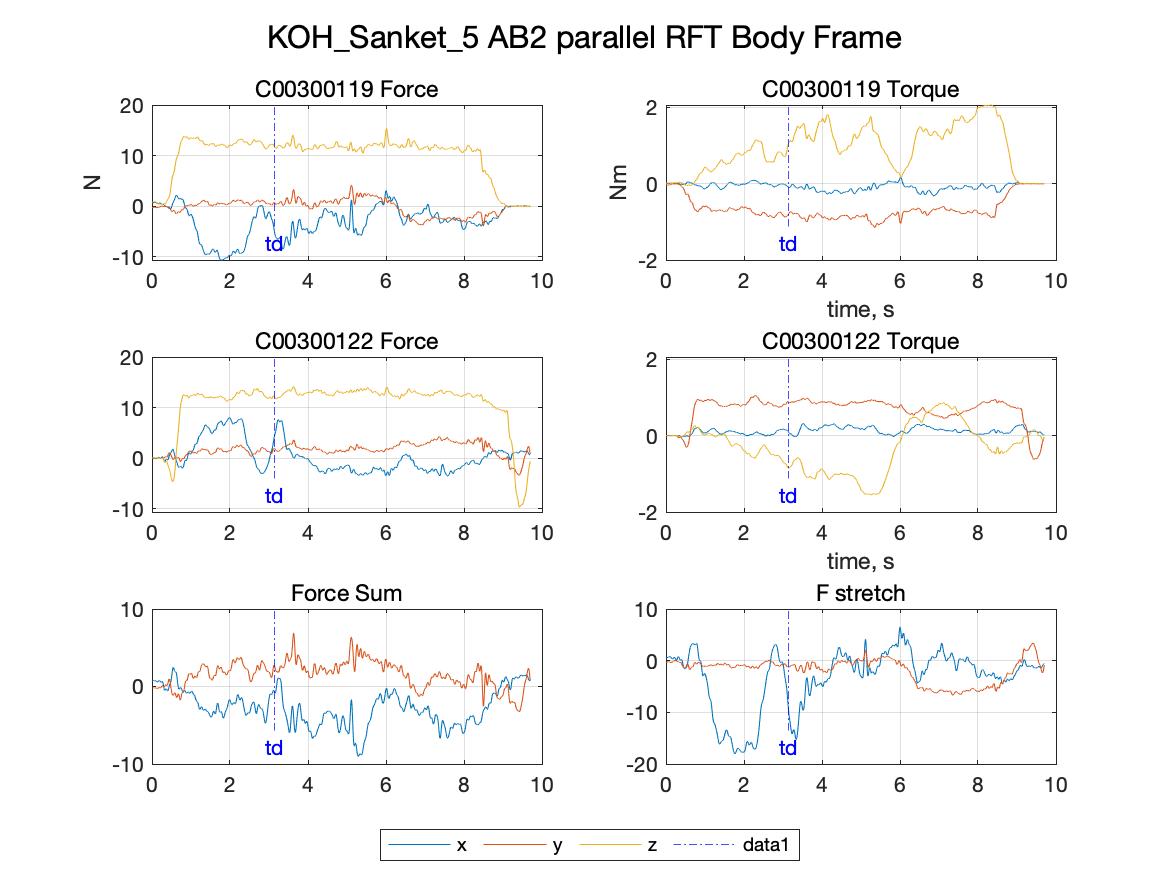 KOH_Sanket_5 AB2 parallel RFT Body Frame
C00300119 Force
N
20
10
0
-10
td
0 2 4 6 8 10
C00300119 Torque
Nm
2
0
-2
td
0 2 4 6 8 10
time, s
C00300122 Force
20
10
0
-10
td
0 2 4 6 8 10
C00300122 Torque
2
0
-2
td
0 2 4 6 8 10
time, s
Force Sum
10
0
-10
td
0 2 4 6 8 10
F stretch
10
0
-10
-20
td
0 2 4 6 8 10
x y z data1